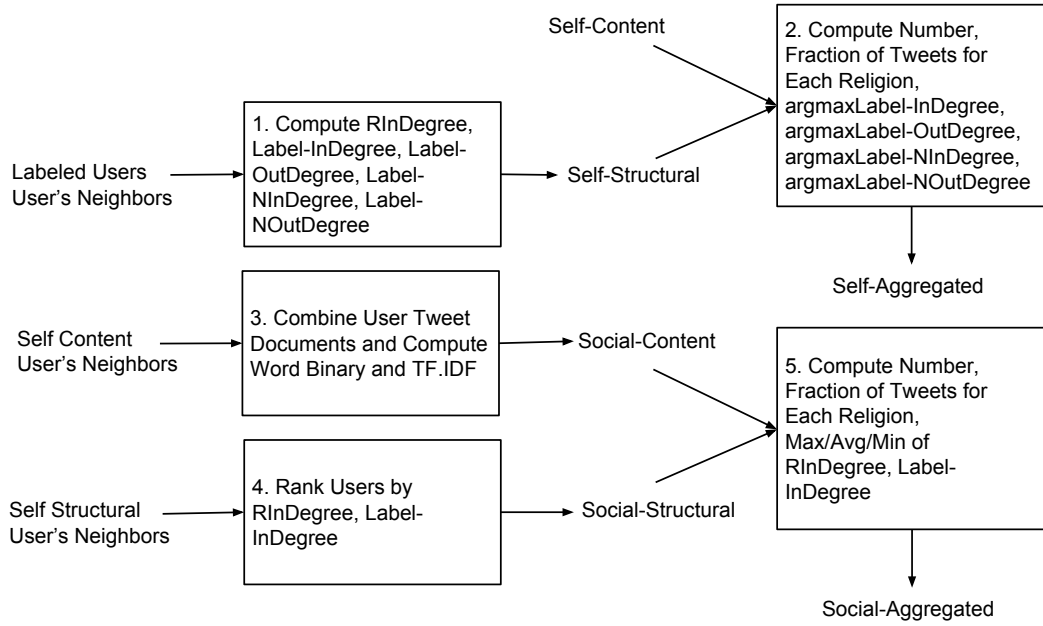 Self-Content
2. Compute Number,
Fraction of Tweets for
Each Religion,
argmaxLabel-InDegree,
argmaxLabel-OutDegree,
argmaxLabel-NInDegree,
argmaxLabel-NOutDegree
Labeled Users
User's Neighbors
1. Compute RInDegree,
Label-InDegree, Label-
OutDegree, Label-
NInDegree, Label-
NOutDegree
Self-Structural
Self-Aggregated
Self Content
User's Neighbors
3. Combine User Tweet
Documents and Compute
Word Binary and TF.IDF
Social-Content
5. Compute Number,
Fraction of Tweets for
Each Religion,
Max/Avg/Min of
RInDegree, Label-
InDegree
Self Structural
User's Neighbors
4. Rank Users by
RInDegree, Label-
InDegree
Social-Structural
Social-Aggregated